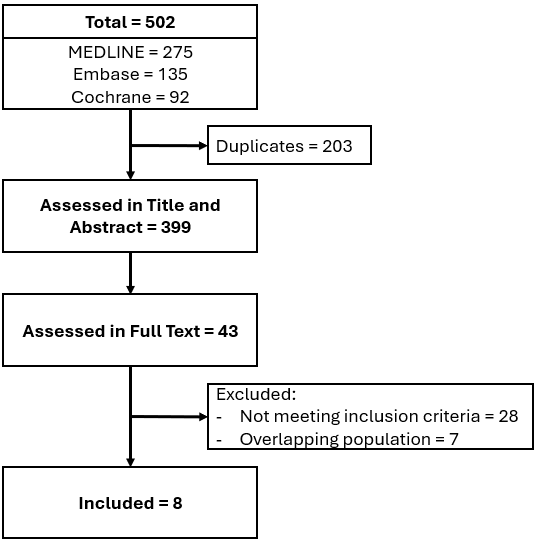 Total = 502
MEDLINE = 275
Embase = 135
Cochrane = 92
Duplicates = 203
Assessed in Title and
Abstract = 399
Assessed in Full Text = 43
Excluded:
- Not meeting inclusion criteria = 28
- Overlapping population = 7
Included = 8